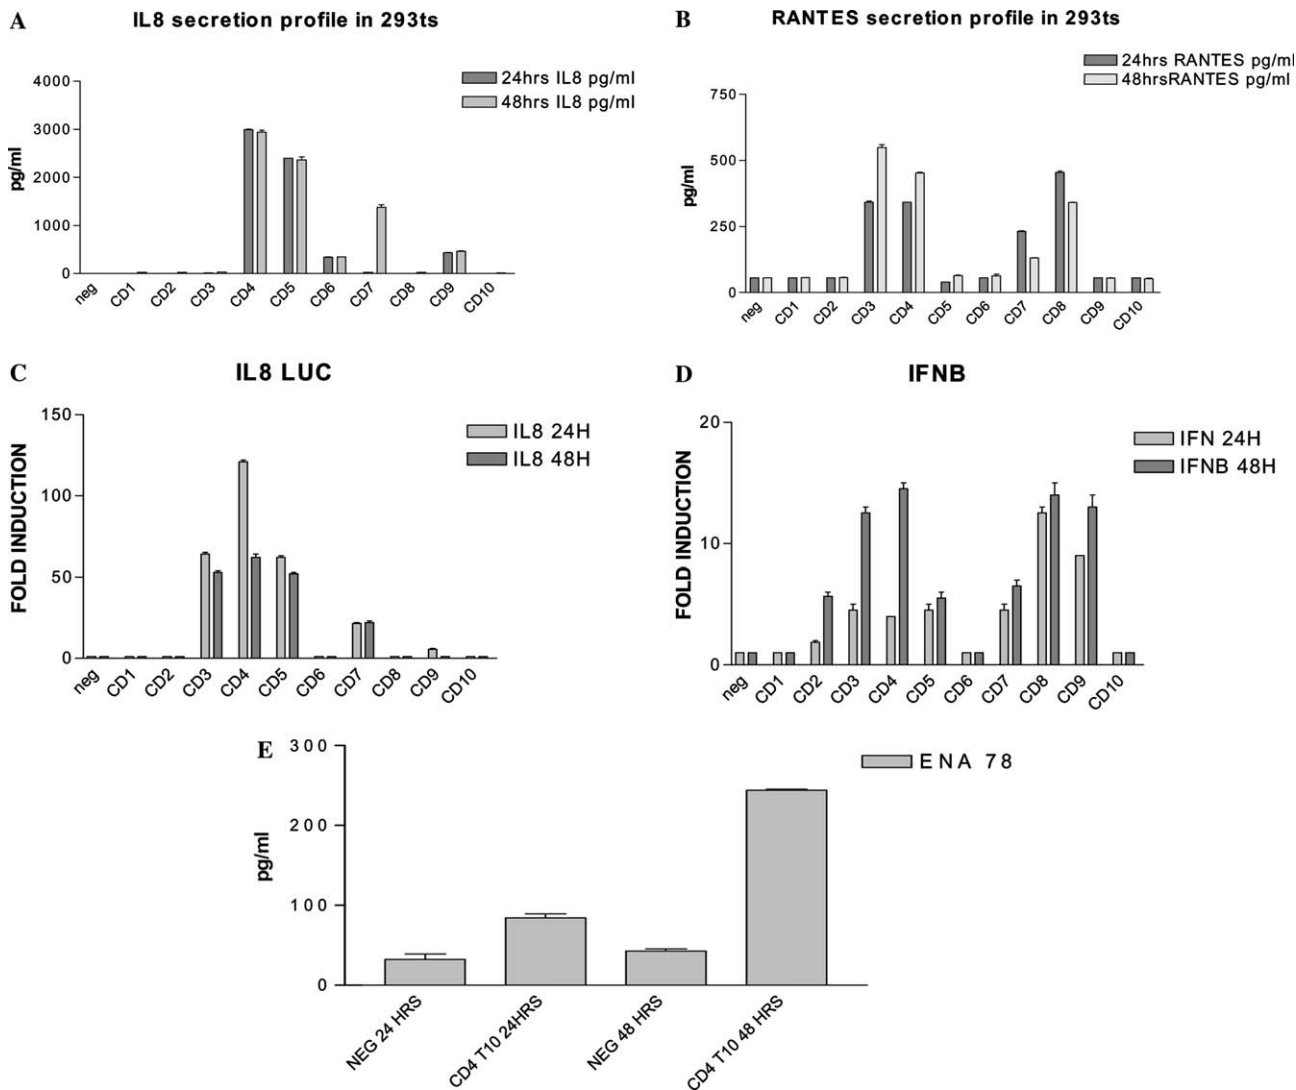 A
IL8 secretion profile in 293ts
24hrs IL8 pg/ml
48hrs IL8 pg/ml
pg/ml
4000
3000
2000
1000
0
neg
CD1
CD2
CD3
CD4
CD5
CD6
CD7
CD8
CD9
CD10
B
RANTES secretion profile in 293ts
24hrs RANTES pg/ml
48hrsRANTES pg/ml
pg/ml
750
500
250
0
neg
CD1
CD2
CD3
CD4
CD5
CD6
CD7
CD8
CD9
CD10
C
IL8 LUC
IL8 24H
IL8 48H
FOLD INDUCTION
150
100
50
0
neg
CD1
CD2
CD3
CD4
CD5
CD6
CD7
CD8
CD9
CD10
D
IFNB
IFN 24H
IFNB 48H
FOLD INDUCTION
20
10
0
neg
CD1
CD2
CD3
CD4
CD5
CD6
CD7
CD8
CD9
CD10
E
ENA 78
pg/ml
300
200
100
0
NEG 24 HRS
CD4 T10 24HRS
NEG 48 HRS
CD4 T10 48 HRS